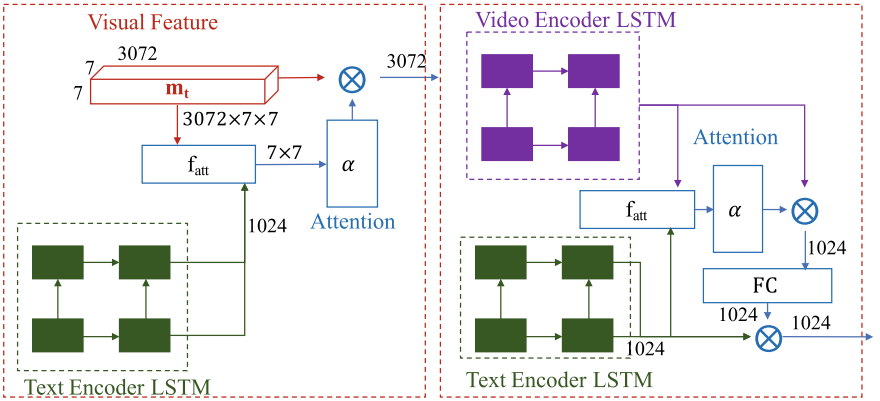 Visual Feature
3072
7
7
m_t
3072
3072×7×7
f_att
7×7
α
Attention
1024
Text Encoder LSTM
Video Encoder LSTM
Attention
f_att
α
1024
FC
1024
1024
1024
Text Encoder LSTM